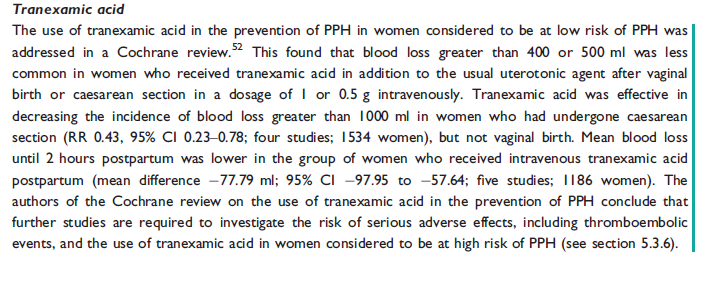 Tranexamic acid
The use of tranexamic acid in the prevention of PPH in women considered to be at low risk of PPH was
addressed in a Cochrane review.52 This found that blood loss greater than 400 or 500 ml was less
common in women who received tranexamic acid in addition to the usual uterotonic agent after vaginal
birth or caesarean section in a dosage of 1 or 0.5 g intravenously. Tranexamic acid was effective in
decreasing the incidence of blood loss greater than 1000 ml in women who had undergone caesarean
section (RR 0.43, 95% CI 0.23–0.78; four studies; 1534 women), but not vaginal birth. Mean blood loss
until 2 hours postpartum was lower in the group of women who received intravenous tranexamic acid
postpartum (mean difference −77.79 ml; 95% CI −97.95 to −57.64; five studies; 1186 women). The
authors of the Cochrane review on the use of tranexamic acid in the prevention of PPH conclude that
further studies are required to investigate the risk of serious adverse effects, including thromboembolic
events, and the use of tranexamic acid in women considered to be at high risk of PPH (see section 5.3.6).